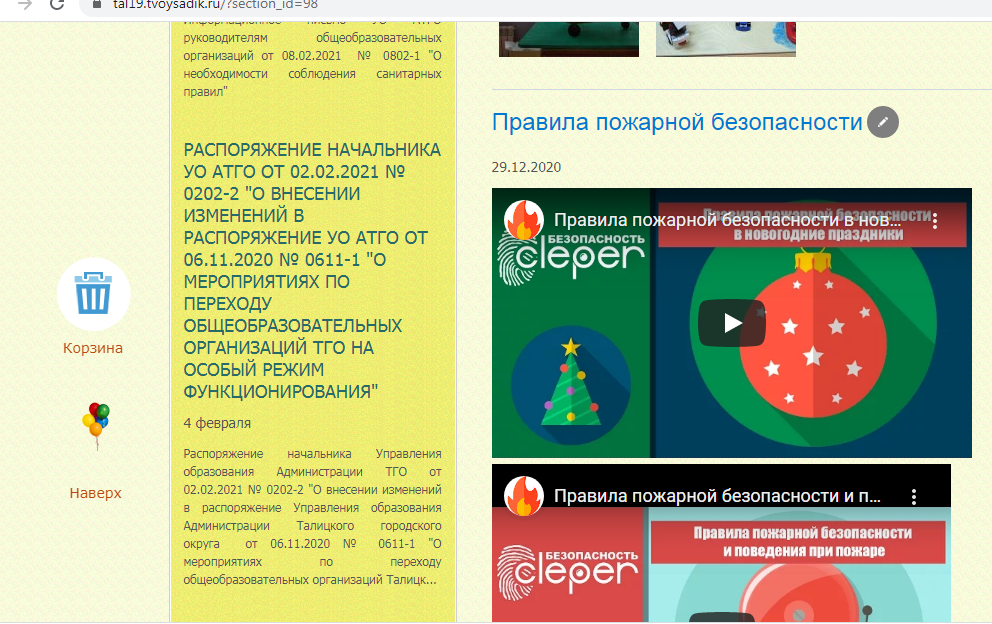 tal19.tvoysadik.ru/?section_id=98
Информационное письмо УО АТГО
руководителям общеобразовательных
организаций от 08.02.2021 № 0802-1 "О
необходимости соблюдения санитарных
правил"
РАСПОРЯЖЕНИЕ НАЧАЛЬНИКА
УО АТГО ОТ 02.02.2021 №
0202-2 "О ВНЕСЕНИИ
ИЗМЕНЕНИЙ В
РАСПОРЯЖЕНИЕ УО АТГО ОТ
06.11.2020 № 0611-1 "О
МЕРОПРИЯТИЯХ ПО
ПЕРЕХОДУ
ОБЩЕОБРАЗОВАТЕЛЬНЫХ
ОРГАНИЗАЦИЙ ТГО НА
ОСОБЫЙ РЕЖИМ
ФУНКЦИОНИРОВАНИЯ"
4 февраля
Распоряжение начальника Управления
образования Администрации ТГО от
02.02.2021 № 0202-2 "О внесении изменений
в распоряжение Управления образования
Администрации Талицкого городского
округа от 06.11.2020 № 0611-1 "О
мероприятиях по переходу
общеобразовательных организаций Талицк...
Корзина
Наверх
Правила пожарной безопасности
29.12.2020
Правила пожарной безопасности в нов...
Правила пожарной безопасности
в новогодние праздники
БЕЗОПАСНОСТЬ
cleper
Правила пожарной безопасности и п...
Правила пожарной безопасности
и поведения при пожаре
БЕЗОПАСНОСТЬ
cleper